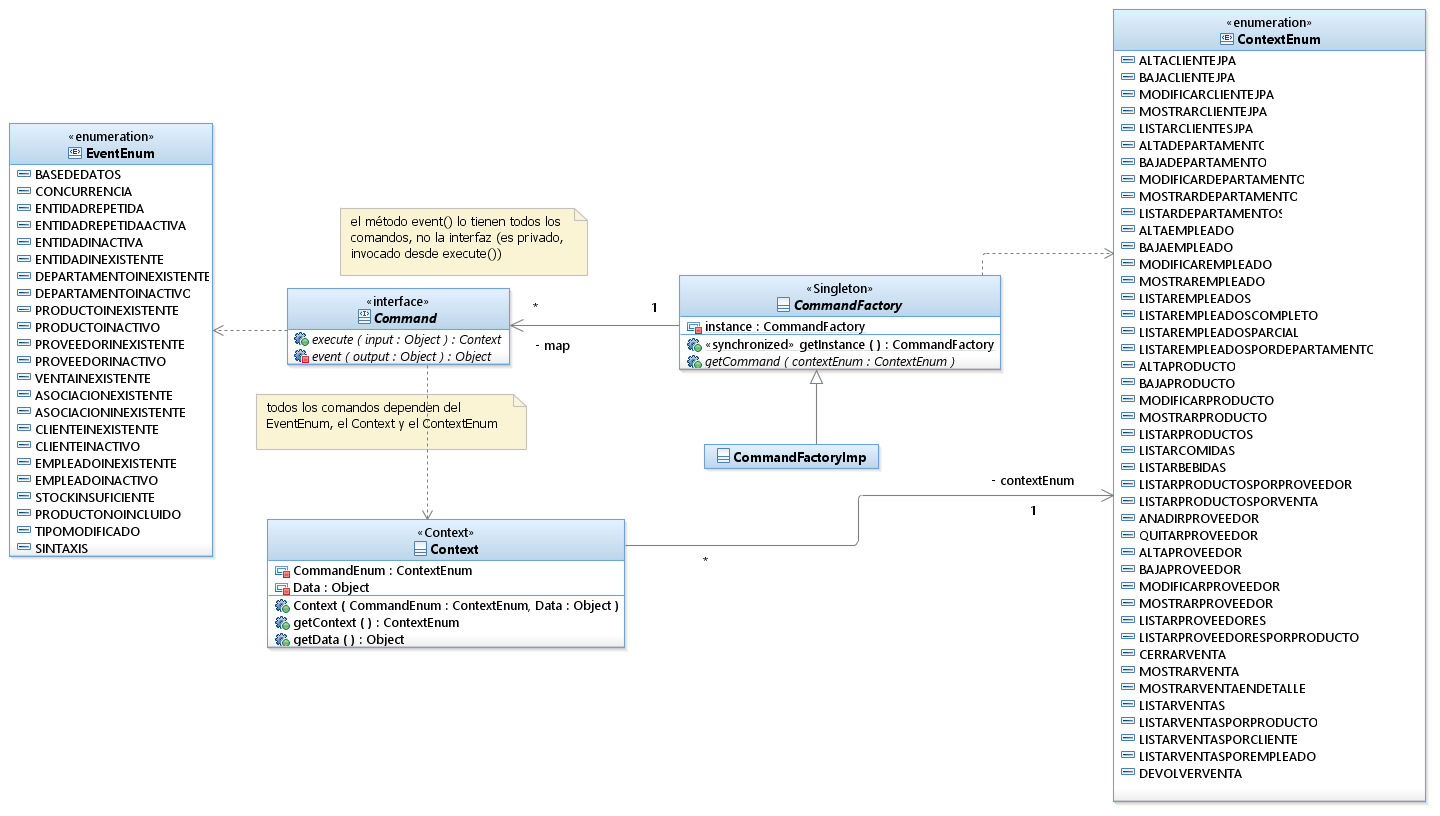 «enumeration»
EventEnum
BASEDEDATOS
CONCURRENCIA
ENTIDADREPETIDA
ENTIDADREPETIDAACTIVA
ENTIDADINACTIVA
ENTIDADINEXISTENTE
DEPARTAMENTOINEXISTENTE
DEPARTAMENTOINACTIVO
PRODUCTOINEXISTENTE
PRODUCTOINACTIVO
PROVEEDORINEXISTENTE
PROVEEDORINACTIVO
VENTAINEXISTENTE
ASOCIACIONEXISTENTE
ASOCIACIONINEXISTENTE
CLIENTEINEXISTENTE
CLIENTEINACTIVO
EMPLEADOINEXISTENTE
EMPLEADOINACTIVO
STOCKINSUFICIENTE
PRODUCTONOINCLUIDO
TIPOMODIFICADO
SINTAXIS
el método event() lo tienen todos los
comandos, no la interfaz (es privado,
invocado desde execute())
«interface»
Command
execute ( input : Object ) : Context
event ( output : Object ) : Object
*
1
- map
«Singleton»
CommandFactory
instance : CommandFactory
«synchronized» getInstance ( ) : CommandFactory
getCommand ( contextEnum : ContextEnum )
todos los comandos dependen del
EventEnum, el Context y el ContextEnum
CommandFactoryImp
«Context»
Context
CommandEnum : ContextEnum
Data : Object
Context ( CommandEnum : ContextEnum, Data : Object )
getContext ( ) : ContextEnum
getData ( ) : Object
*
- contextEnum
1
«enumeration»
ContextEnum
ALTACLIENTEJPA
BAJACLIENTEJPA
MODIFICARCLIENTEJPA
MOSTRARCLIENTEJPA
LISTARCLIENTESJPA
ALTADEPARTAMENTO
BAJADEPARTAMENTO
MODIFICARDEPARTAMENTO
MOSTRARDEPARTAMENTO
LISTARDEPARTAMENTOS
ALTAEMPLEADO
BAJAEMPLEADO
MODIFICAREMPLEADO
MOSTRAREMPLEADO
LISTAREMPLEADOS
LISTAREMPLEADOSCOMPLETO
LISTAREMPLEADOSPARCIAL
LISTAREMPLEADOSPORDEPARTAMENTO
ALTAPRODUCTO
BAJAPRODUCTO
MODIFICARPRODUCTO
MOSTRARPRODUCTO
LISTARPRODUCTOS
LISTARCOMIDAS
LISTARBEBIDAS
LISTARPRODUCTOSPORPROVEEDOR
LISTARPRODUCTOSPORVENTA
ANADIRPROVEEDOR
QUITARPROVEEDOR
ALTAPROVEEDOR
BAJAPROVEEDOR
MODIFICARPROVEEDOR
MOSTRARPROVEEDOR
LISTARPROVEEDORES
LISTARPROVEEDORESPORPRODUCTO
CERRARVENTA
MOSTRARVENTA
MOSTRARVENTAENDETALLE
LISTARVENTAS
LISTARVENTASPORPRODUCTO
LISTARVENTASPORCLIENTE
LISTARVENTASPOREMPLEADO
DEVOLVERVENTA